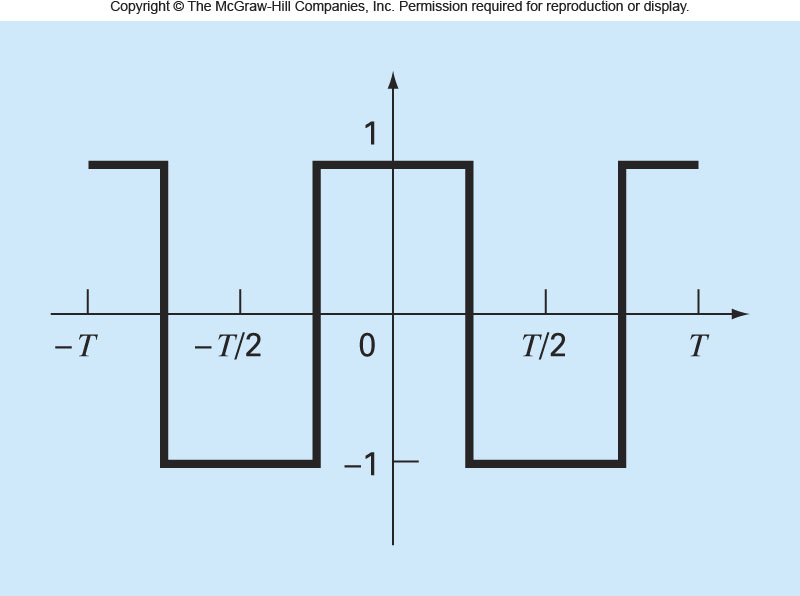 Copyright © The McGraw-Hill Companies, Inc. Permission required for reproduction or display.
1
–T –T/2 0 T/2 T
–1